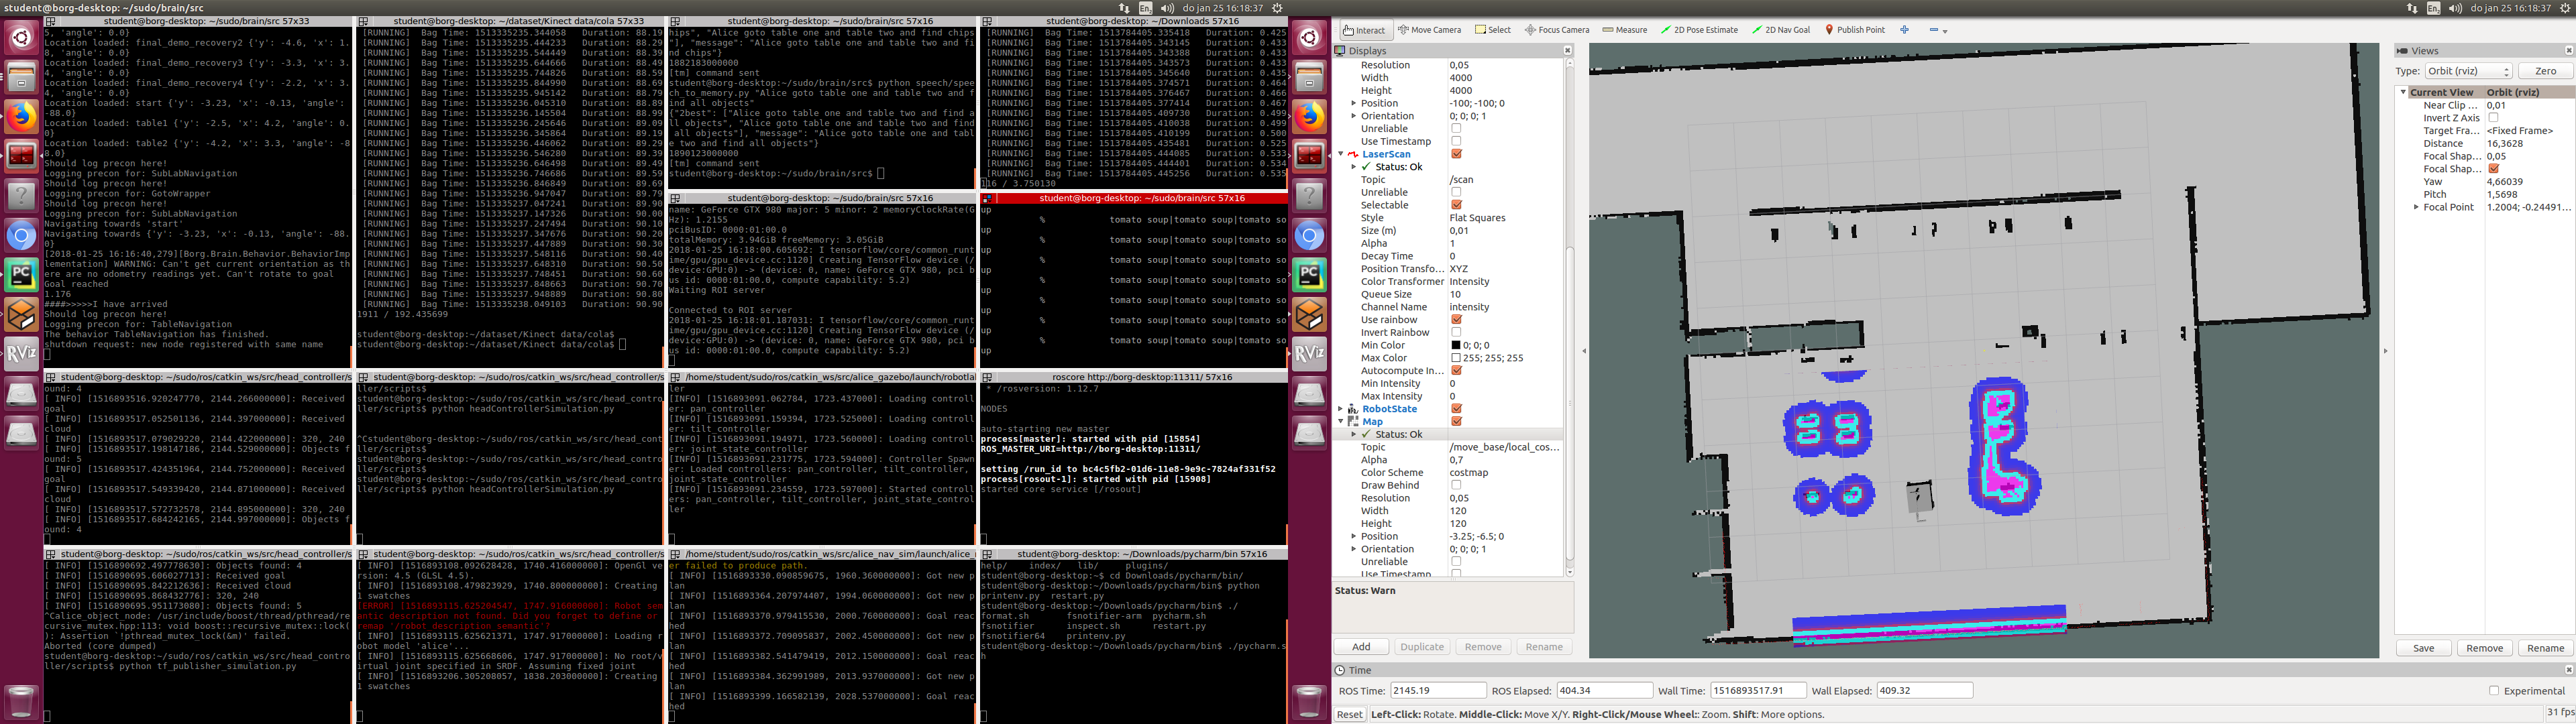 student@borg-desktop: ~/sudo/brain/src
do jan 25 16:18:37
do jan 25 16:18:37
student@borg-desktop: ~/sudo/brain/src 57x33
5, 'angle': 0.0}
Location loaded: final_demo_recovery2 {'y': -4.6, 'x': 1.
8, 'angle': 0.0}
Location loaded: final_demo_recovery3 {'y': -3.3, 'x': 3.
4, 'angle': 0.0}
Location loaded: final_demo_recovery4 {'y': -2.2, 'x': 3.
4, 'angle': 0.0}
Location loaded: start {'y': -3.23, 'x': -0.13, 'angle':
-88.0}
Location loaded: table1 {'y': -2.5, 'x': 4.2, 'angle': 0.
0}
Location loaded: table2 {'y': -4.2, 'x': 3.3, 'angle': -8
8.0}
Should log precon here!
Logging precon for: SubLabNavigation
Should log precon here!
Logging precon for: GotoWrapper
Should log precon here!
Logging precon for: SubLabNavigation
Navigating towards 'start'
Navigating towards {'y': -3.23, 'x': -0.13, 'angle': -88.
0}
[2018-01-25 16:16:40,279][Borg.Brain.Behavior.BehaviorImp
lementation] WARNING: Can't get current orientation as th
ere are no odometry readings yet. Can't rotate to goal
Goal reached
1.176
####>>>>>I have arrived
Should log precon here!
Logging precon for: TableNavigation
The behavior TableNavigation has finished.
shutdown request: new node registered with same name
student@borg-desktop: ~/dataset/Kinect data/cola 57x33
[RUNNING] Bag Time: 1513335235.344058 Duration: 88.19
[RUNNING] Bag Time: 1513335235.444233 Duration: 88.29
[RUNNING] Bag Time: 1513335235.544488 Duration: 88.39
[RUNNING] Bag Time: 1513335235.644666 Duration: 88.49
[RUNNING] Bag Time: 1513335235.744826 Duration: 88.59
[RUNNING] Bag Time: 1513335235.844990 Duration: 88.69
[RUNNING] Bag Time: 1513335235.945142 Duration: 88.79
[RUNNING] Bag Time: 1513335236.045310 Duration: 88.89
[RUNNING] Bag Time: 1513335236.145504 Duration: 88.99
[RUNNING] Bag Time: 1513335236.245646 Duration: 89.09
[RUNNING] Bag Time: 1513335236.345864 Duration: 89.19
[RUNNING] Bag Time: 1513335236.446062 Duration: 89.29
[RUNNING] Bag Time: 1513335236.546280 Duration: 89.39
[RUNNING] Bag Time: 1513335236.646498 Duration: 89.49
[RUNNING] Bag Time: 1513335236.746686 Duration: 89.59
[RUNNING] Bag Time: 1513335236.846849 Duration: 89.69
[RUNNING] Bag Time: 1513335236.947047 Duration: 89.79
[RUNNING] Bag Time: 1513335237.047241 Duration: 89.90
[RUNNING] Bag Time: 1513335237.147326 Duration: 90.00
[RUNNING] Bag Time: 1513335237.247494 Duration: 90.10
[RUNNING] Bag Time: 1513335237.347676 Duration: 90.20
[RUNNING] Bag Time: 1513335237.447889 Duration: 90.30
[RUNNING] Bag Time: 1513335237.548116 Duration: 90.40
[RUNNING] Bag Time: 1513335237.648310 Duration: 90.50
[RUNNING] Bag Time: 1513335237.748451 Duration: 90.60
[RUNNING] Bag Time: 1513335237.848663 Duration: 90.70
[RUNNING] Bag Time: 1513335237.948889 Duration: 90.80
[RUNNING] Bag Time: 1513335238.049103 Duration: 90.90
1911 / 192.435699
student@borg-desktop:~/dataset/Kinect data/cola$
student@borg-desktop:~/dataset/Kinect data/cola$
student@borg-desktop: ~/sudo/brain/src 57x16
hips", "Alice goto table one and table two and find chips
"], "message": "Alice goto table one and table two and fi
nd chips"}
1882183000000
[tm] command sent
student@borg-desktop:~/sudo/brain/src$ python speech/spee
ch_to_memory.py "Alice goto table one and table two and f
ind all objects"
{"2best": ["Alice goto table one and table two and find a
ll objects", "Alice goto table one and table two and find
all objects"], "message": "Alice goto table one and tabl
e two and find all objects"}
1890123000000
[tm] command sent
student@borg-desktop:~/sudo/brain/src$
student@borg-desktop: ~/Downloads 57x16
[RUNNING] Bag Time: 1513784405.335418 Duration: 0.425
[RUNNING] Bag Time: 1513784405.343145 Duration: 0.433
[RUNNING] Bag Time: 1513784405.343388 Duration: 0.433
[RUNNING] Bag Time: 1513784405.343573 Duration: 0.433
[RUNNING] Bag Time: 1513784405.345640 Duration: 0.435
[RUNNING] Bag Time: 1513784405.374571 Duration: 0.464
[RUNNING] Bag Time: 1513784405.376467 Duration: 0.466
[RUNNING] Bag Time: 1513784405.377414 Duration: 0.467
[RUNNING] Bag Time: 1513784405.409730 Duration: 0.499
[RUNNING] Bag Time: 1513784405.409991 Duration: 0.499
[RUNNING] Bag Time: 1513784405.410199 Duration: 0.500
[RUNNING] Bag Time: 1513784405.435481 Duration: 0.525
[RUNNING] Bag Time: 1513784405.444085 Duration: 0.533
[RUNNING] Bag Time: 1513784405.444401 Duration: 0.534
[RUNNING] Bag Time: 1513784405.445256 Duration: 0.535
116 / 3.750130
student@borg-desktop: ~/sudo/brain/src 57x16
name: GeForce GTX 980 major: 5 minor: 2 memoryClockRate(G
Hz): 1.2155
pciBusID: 0000:01:00.0
totalMemory: 3.94GiB freeMemory: 3.05GiB
2018-01-25 16:18:00.605692: I tensorflow/core/common_runt
ime/gpu/gpu_device.cc:1120] Creating TensorFlow device (/
device:GPU:0) -> (device: 0, name: GeForce GTX 980, pci b
us id: 0000:01:00.0, compute capability: 5.2)
Waiting ROI server
Connected to ROI server
2018-01-25 16:18:01.187031: I tensorflow/core/common_runt
ime/gpu/gpu_device.cc:1120] Creating TensorFlow device (/
device:GPU:0) -> (device: 0, name: GeForce GTX 980, pci b
us id: 0000:01:00.0, compute capability: 5.2)
student@borg-desktop: ~/sudo/brain/src 57x16
up
% tomato soup|tomato soup|tomato so
up
% tomato soup|tomato soup|tomato so
up
% tomato soup|tomato soup|tomato so
up
% tomato soup|tomato soup|tomato so
up
% tomato soup|tomato soup|tomato so
up
% tomato soup|tomato soup|tomato so
up
% tomato soup|tomato soup|tomato so
up
student@borg-desktop: ~/sudo/ros/catkin_ws/src/head_controller/s
ound: 4
[ INFO] [1516893516.920247770, 2144.266000000]: Received
goal
[ INFO] [1516893517.052501136, 2144.397000000]: Received
cloud
[ INFO] [1516893517.079029220, 2144.422000000]: 320, 240
[ INFO] [1516893517.198147186, 2144.529000000]: Objects f
ound: 5
[ INFO] [1516893517.424351964, 2144.752000000]: Received
goal
[ INFO] [1516893517.549339420, 2144.871000000]: Received
cloud
[ INFO] [1516893517.572732578, 2144.895000000]: 320, 240
[ INFO] [1516893517.684242165, 2144.997000000]: Objects f
ound: 4
student@borg-desktop: ~/sudo/ros/catkin_ws/src/head_controller/s
ller/scripts$
student@borg-desktop:~/sudo/ros/catkin_ws/src/head_contro
ller/scripts$ python headControllerSimulation.py
^Cstudent@borg-desktop:~/sudo/ros/catkin_ws/src/head_cont
roller/scripts$
student@borg-desktop:~/sudo/ros/catkin_ws/src/head_contro
ller/scripts$
student@borg-desktop:~/sudo/ros/catkin_ws/src/head_contro
ller/scripts$ python headControllerSimulation.py
/home/student/sudo/ros/catkin_ws/src/alice_gazebo/launch/robotlab
ler
[INFO] [1516893091.062784, 1723.437000]: Loading controll
er: pan_controller
[INFO] [1516893091.159394, 1723.525000]: Loading controll
er: tilt_controller
[INFO] [1516893091.194971, 1723.560000]: Loading controll
er: joint_state_controller
[INFO] [1516893091.231775, 1723.594000]: Controller Spawn
er: Loaded controllers: pan_controller, tilt_controller,
joint_state_controller
[INFO] [1516893091.234559, 1723.597000]: Started controll
ers: pan_controller, tilt_controller, joint_state_control
ler
roscore http://borg-desktop:11311/ 57x16
* /rosversion: 1.12.7
NODES
auto-starting new master
process[master]: started with pid [15854]
ROS_MASTER_URI=http://borg-desktop:11311/
setting /run_id to bc4c5fb2-01d6-11e8-9e9c-7824af331f52
process[rosout-1]: started with pid [15908]
started core service [/rosout]
student@borg-desktop: ~/sudo/ros/catkin_ws/src/head_controller/s
[ INFO] [1516890692.497778630]: Objects found: 4
[ INFO] [1516890695.606027713]: Received goal
[ INFO] [1516890695.842212636]: Received cloud
[ INFO] [1516890695.868432776]: 320, 240
[ INFO] [1516890695.951173080]: Objects found: 5
^Calice_object_node: /usr/include/boost/thread/pthread/re
cursive_mutex.hpp:113: void boost::recursive_mutex::lock(
): Assertion `!pthread_mutex_lock(&m)' failed.
Aborted (core dumped)
student@borg-desktop:~/sudo/ros/catkin_ws/src/head_contro
ller/scripts$ python tf_publisher_simulation.py
student@borg-desktop: ~/sudo/ros/catkin_ws/src/head_controller/s
[ INFO] [1516893108.092628428, 1740.416000000]: OpenGl ve
rsion: 4.5 (GLSL 4.5).
[ INFO] [1516893108.479823929, 1740.800000000]: Creating
1 swatches
[ERROR] [1516893115.625204547, 1747.916000000]: Robot sem
antic description not found. Did you forget to define or
remap '/robot_description_semantic'?
[ INFO] [1516893115.625621371, 1747.917000000]: Loading r
obot model 'alice'...
[ INFO] [1516893115.625668606, 1747.917000000]: No root/v
irtual joint specified in SRDF. Assuming fixed joint
[ INFO] [1516893206.305208057, 1838.203000000]: Creating
1 swatches
/home/student/sudo/ros/catkin_ws/src/alice_nav_sim/launch/alice_n
er failed to produce path.
[ INFO] [1516893330.090859675, 1960.360000000]: Got new p
lan
[ INFO] [1516893364.207974407, 1994.060000000]: Got new p
lan
[ INFO] [1516893370.979415530, 2000.760000000]: Goal reac
hed
[ INFO] [1516893372.709095837, 2002.450000000]: Got new p
lan
[ INFO] [1516893382.541479419, 2012.150000000]: Goal reac
hed
[ INFO] [1516893384.362991989, 2013.937000000]: Got new p
lan
[ INFO] [1516893399.166582139, 2028.537000000]: Goal reac
hed
student@borg-desktop: ~/Downloads/pycharm/bin 57x16
help/ index/ lib/ plugins/
student@borg-desktop:~$ cd Downloads/pycharm/bin/
student@borg-desktop:~/Downloads/pycharm/bin$ python
printenv.py restart.py
student@borg-desktop:~/Downloads/pycharm/bin$ ./
format.sh fsnotifier-arm pycharm.sh
fsnotifier inspect.sh restart.py
fsnotifier64 printenv.py
student@borg-desktop:~/Downloads/pycharm/bin$ ./pycharm.s
h
Interact Move Camera Select Focus Camera Measure 2D Pose Estimate 2D Nav Goal Publish Point
Displays
Resolution 0,05
Width 4000
Height 4000
Position -100; -100; 0
Orientation 0; 0; 0; 1
Unreliable
Use Timestamp
LaserScan
Status: Ok
Topic /scan
Unreliable
Selectable
Style Flat Squares
Size (m) 0,01
Alpha 1
Decay Time 0
Position Transfo... XYZ
Color Transformer Intensity
Queue Size 10
Channel Name intensity
Use rainbow
Invert Rainbow
Min Color 0; 0; 0
Max Color 255; 255; 255
Autocompute In...
Min Intensity 0
Max Intensity 0
RobotState
Map
Status: Ok
Topic /move_base/local_cos...
Alpha 0,7
Color Scheme costmap
Draw Behind
Resolution 0,05
Width 120
Height 120
Position -3.25; -6.5; 0
Orientation 0; 0; 0; 1
Unreliable
Use Timestamp
Status: Warn
Add Duplicate Remove Rename
Views
Type: Orbit (rviz) Zero
Current View Orbit (rviz)
Near Clip ... 0,01
Invert Z Axis
Target Fra... <Fixed Frame>
Distance 16,3628
Focal Shap... 0,05
Focal Shap...
Yaw 4,66039
Pitch 1,5698
Focal Point 1.2004; -0.24491...
Save Remove Rename
Time
ROS Time: 2145.19 ROS Elapsed: 404.34 Wall Time: 1516893517.91 Wall Elapsed: 409.32 Experimental
Reset Left-Click: Rotate. Middle-Click: Move X/Y. Right-Click/Mouse Wheel:: Zoom. Shift: More options. 31 fps